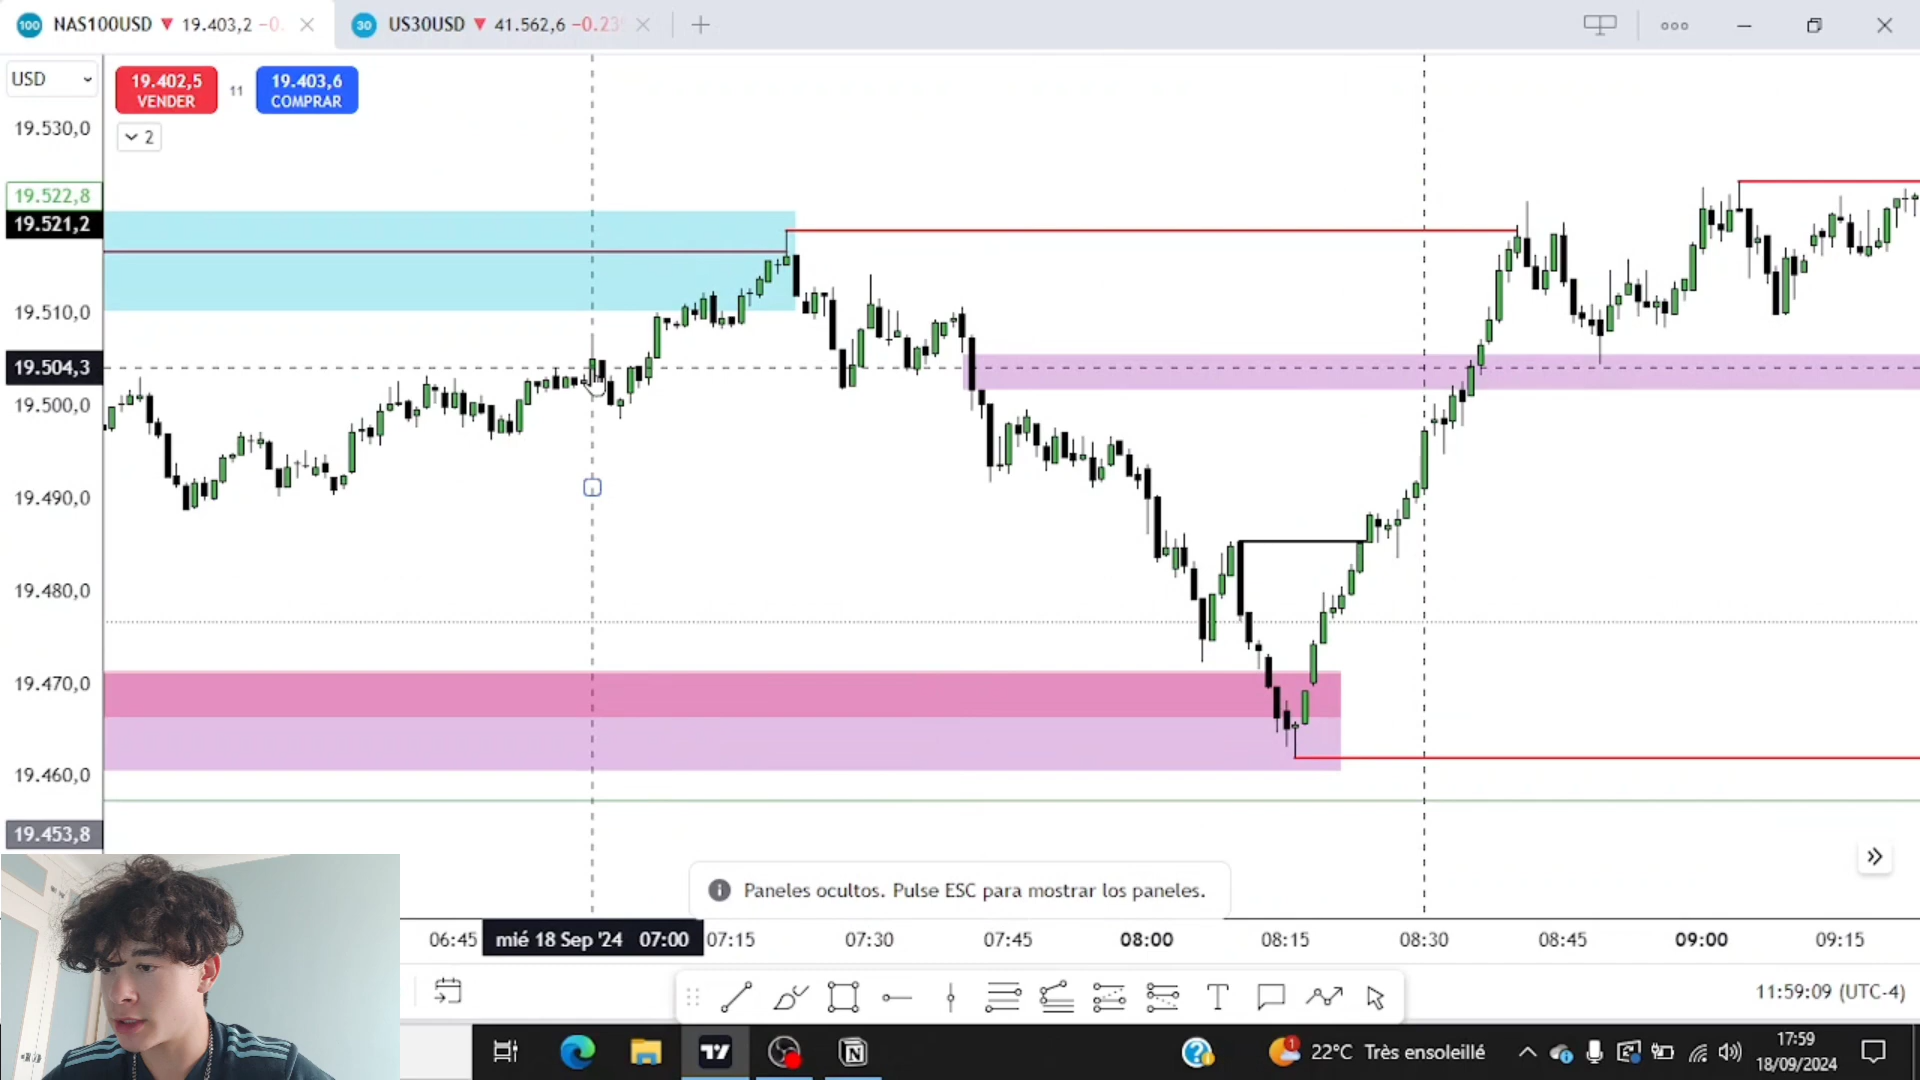 100 NAS100USD 19.403,2 −0.
30 US30USD 41.562,6 −0.23
USD
19.402,5
VENDER
11
19.403,6
COMPRAR
2
19.530,0
19.522,8
19.521,2
19.510,0
19.504,3
19.500,0
19.490,0
19.480,0
19.470,0
19.460,0
19.453,8
Paneles ocultos. Pulse ESC para mostrar los paneles.
06:45 mié 18 Sep '24 07:00 07:15 07:30 07:45 08:00 08:15 08:30 08:45 09:00 09:15
11:59:09 (UTC-4)
22°C Très ensoleillé
17:59
18/09/2024